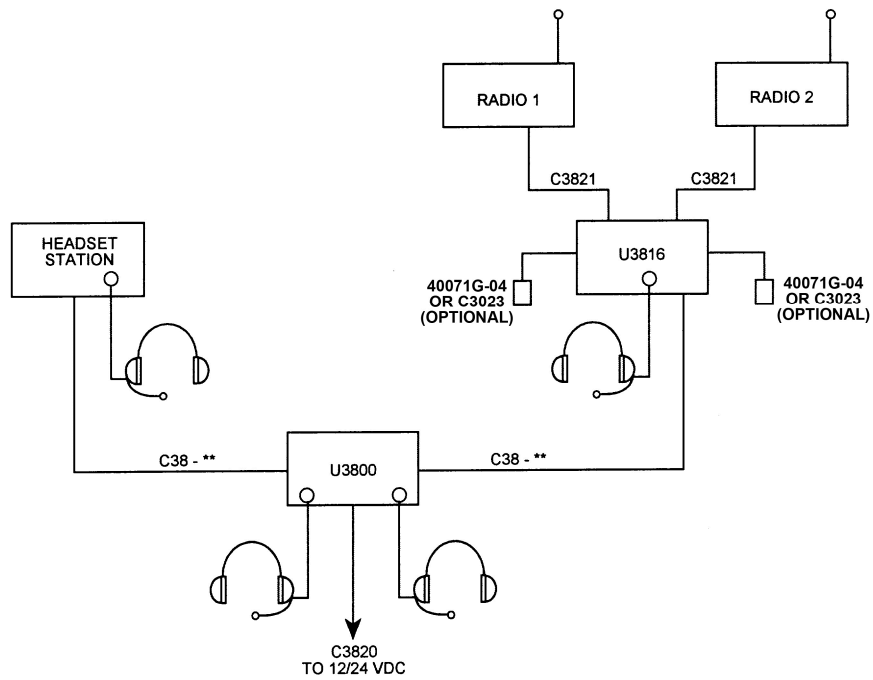 RADIO 1
RADIO 2
C3821
C3821
HEADSET
STATION
U3816
40071G-04
OR C3023
(OPTIONAL)
40071G-04
OR C3023
(OPTIONAL)
C38 - **
U3800
C38 - **
C3820
TO 12/24 VDC